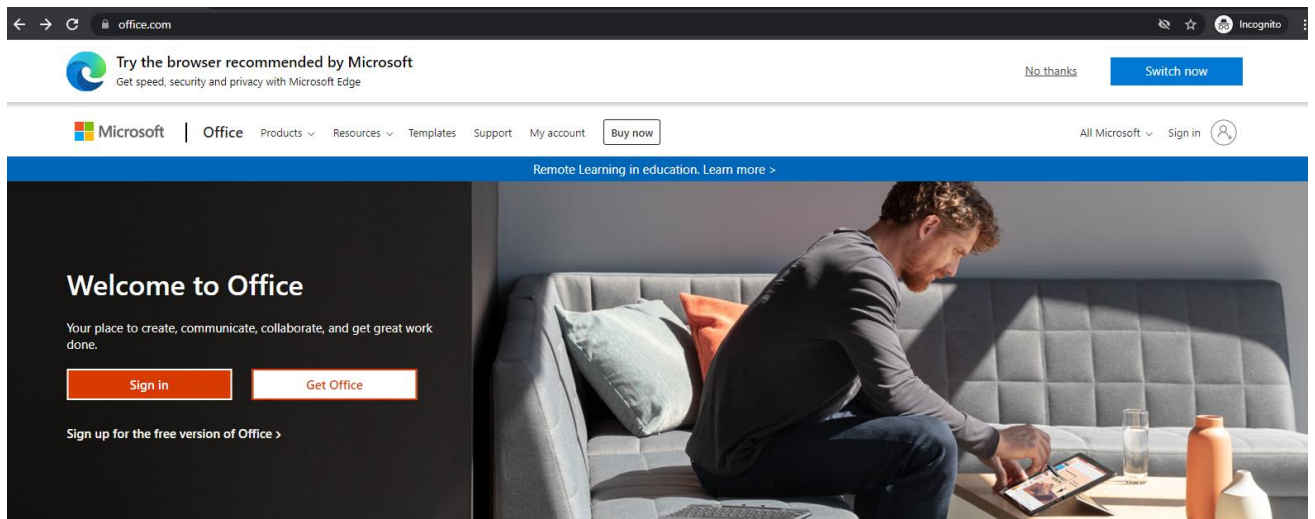 office.com
Incognito
Try the browser recommended by Microsoft
Get speed, security and privacy with Microsoft Edge
No thanks
Switch now
Microsoft
Office
Products
Resources
Templates
Support
My account
Buy now
All Microsoft
Sign in
Remote Learning in education. Learn more >
Welcome to Office
Your place to create, communicate, collaborate, and get great work
done.
Sign in
Get Office
Sign up for the free version of Office >